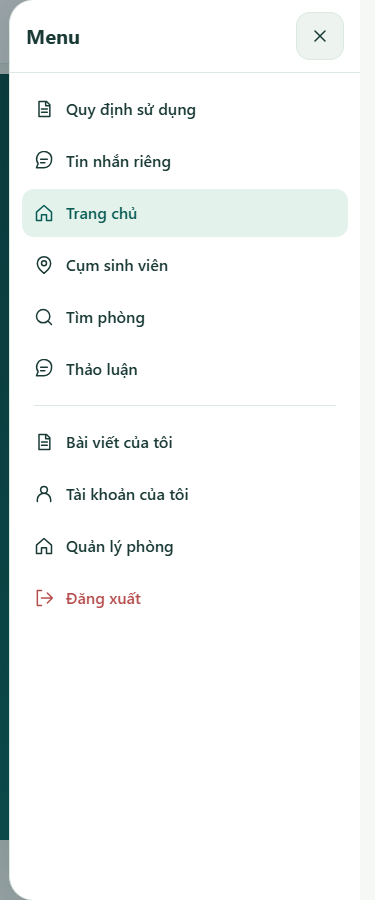 Menu
Quy định sử dụng
Tin nhắn riêng
Trang chủ
Cụm sinh viên
Tìm phòng
Thảo luận
Bài viết của tôi
Tài khoản của tôi
Quản lý phòng
Đăng xuất